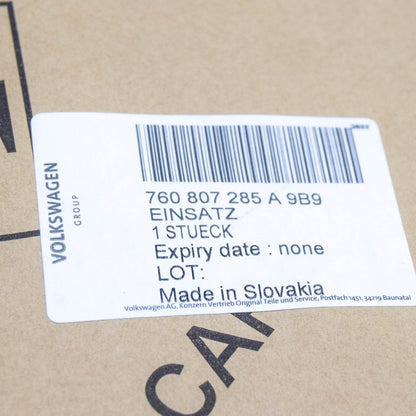 VOLKSWAGEN
GROUP
760 807 285 A 9B9
EINSATZ
1 STUECK
Expiry date : none
LOT:
Made in Slovakia
Volkswagen AG, Konzern Vertrieb Original Teile und Service, Postfach 1451, 34219 Baunatal